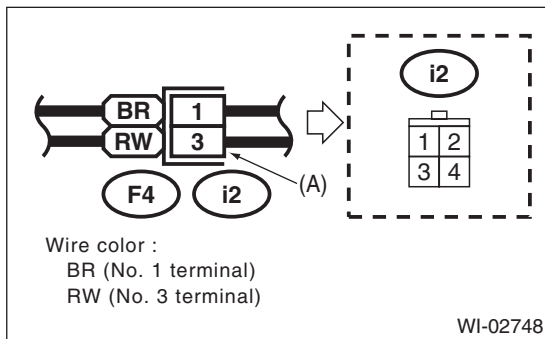 i2
BR 1
RW 3
1 2
3 4
F4 i2 (A)
Wire color :
BR (No. 1 terminal)
RW (No. 3 terminal)
WI-02748